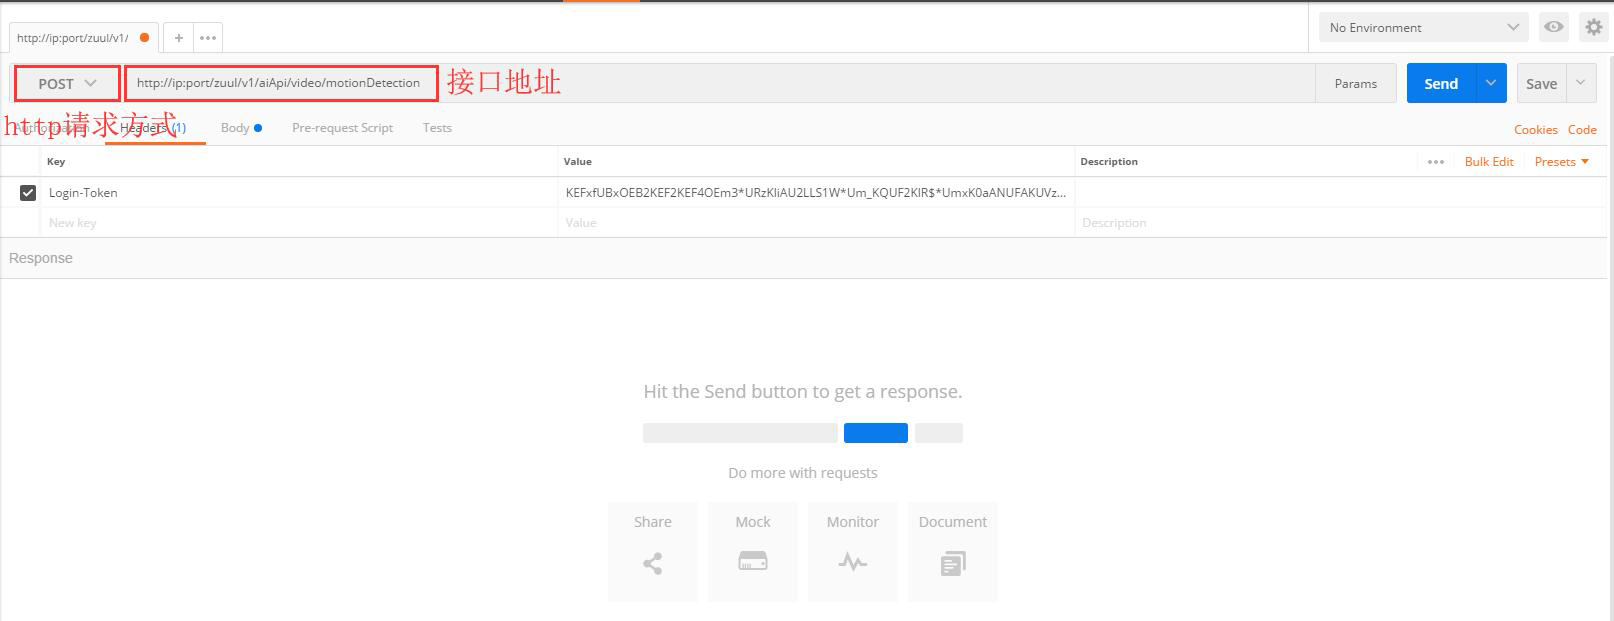 http://ip:port/zuul/v1/
No Environment
POST
http://ip:port/zuul/v1/aiApi/video/motionDetection
接口地址
Params
Send
Save
http请求方式
Authorization
Headers (1)
Body
Pre-request Script
Tests
Cookies
Code
Key
Value
Description
Bulk Edit
Presets
Login-Token
KEFxfUBxOEB2KEF2KEF4OEm3*URzKliAU2LLS1W*Um_KQUF2KlR$*UmxK0aANUFAKUVz...
New key
Value
Description
Response
Hit the Send button to get a response.
Do more with requests
Share
Mock
Monitor
Document